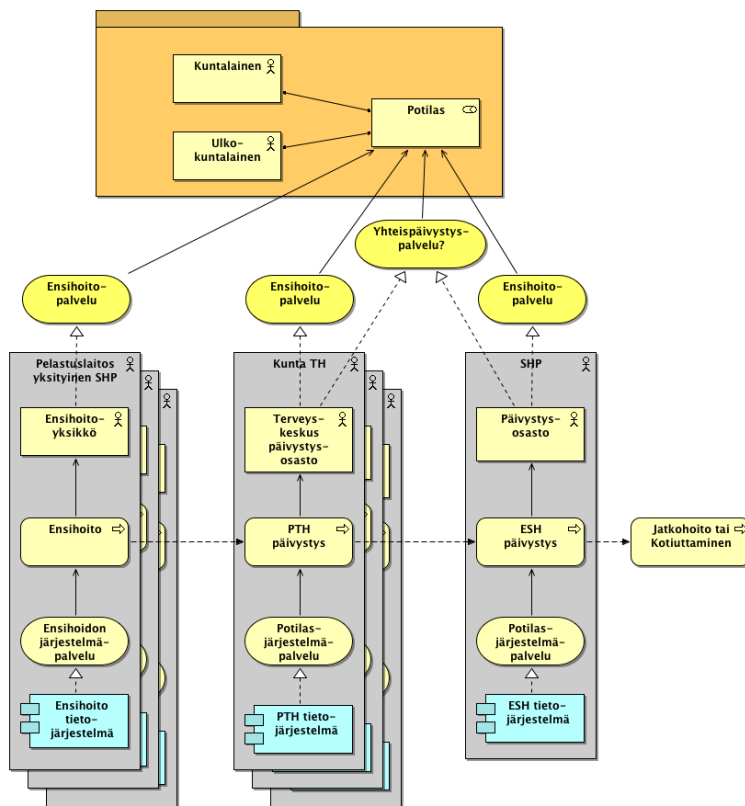 Kuntalainen
Potilas
Ulko-
kuntalainen
Yhteispäivystys-
palvelu?
Ensihoito-
palvelu
Ensihoito-
palvelu
Ensihoito-
palvelu
Pelastuslaitos
yksityinen SHP
Kunta TH
SHP
Ensihoito-
yksikkö
Terveys-
keskus
päivystys-
osasto
Päivystys-
osasto
Ensihoito
PTH
päivystys
ESH
päivystys
Jatkohoito tai
Kotiuttaminen
Ensihoidon
järjestelmä-
palvelu
Potilas-
järjestelmä-
palvelu
Potilas-
järjestelmä-
palvelu
Ensihoito
tieto-
järjestelmä
PTH tieto-
järjestelmä
ESH tieto-
järjestelmä